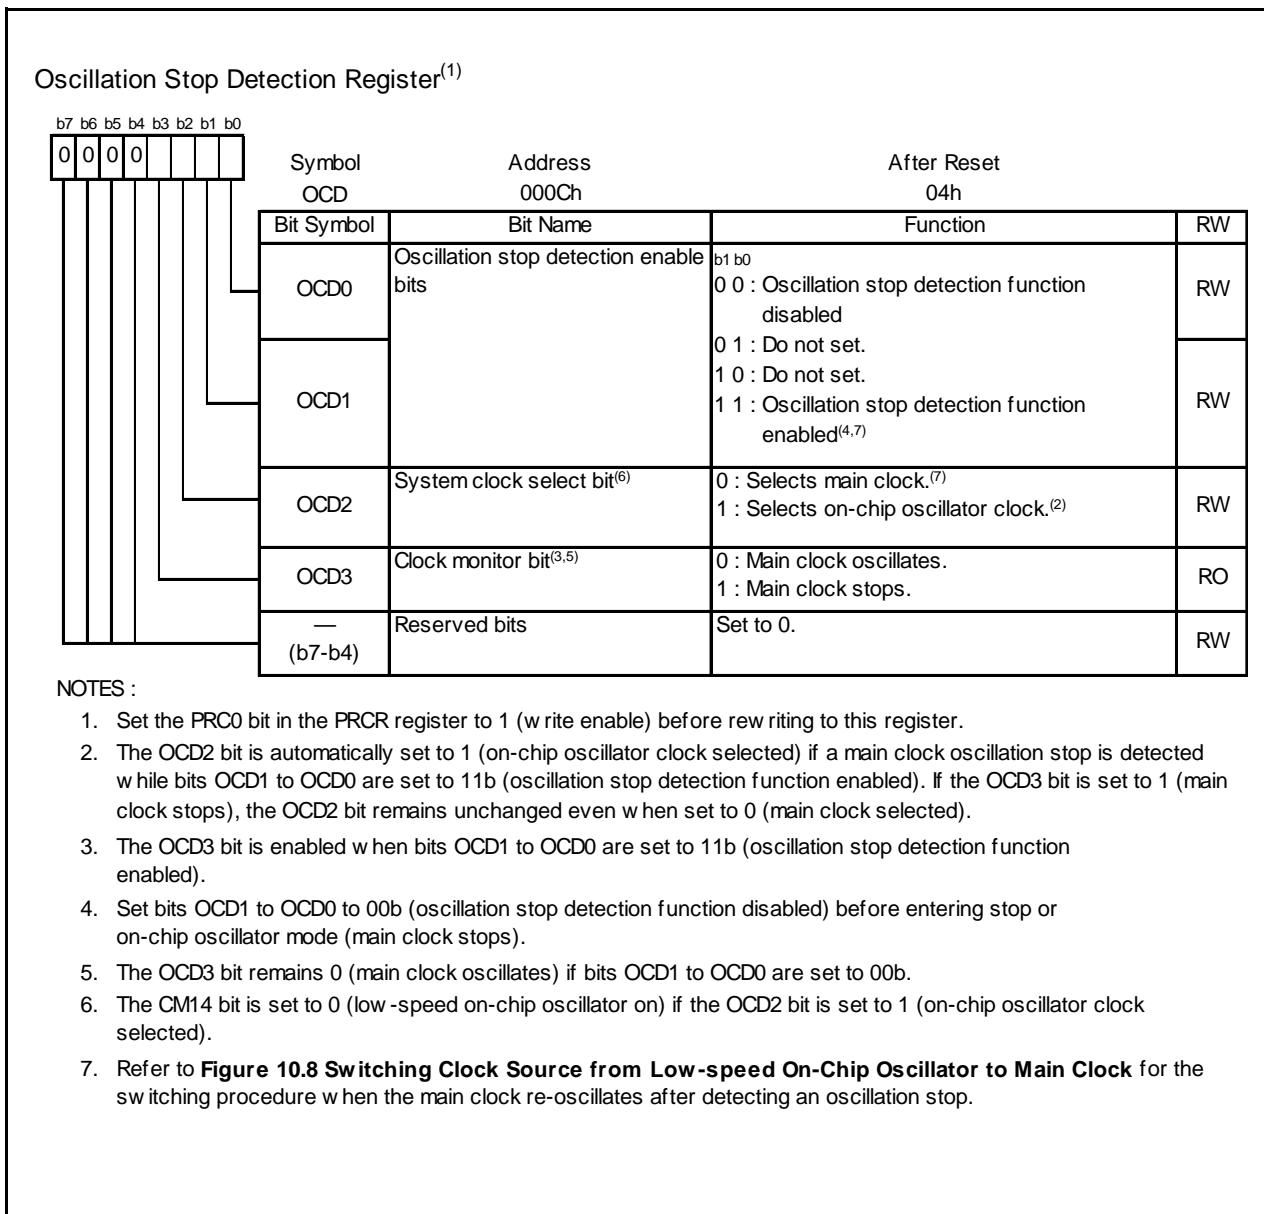 Oscillation Stop Detection Register(1)
b7 b6 b5 b4 b3 b2 b1 b0
0 0 0 0
Symbol Address After Reset
OCD 000Ch 04h
Bit Symbol Bit Name Function RW
OCD0 Oscillation stop detection enable bits b1 b0
0 0 : Oscillation stop detection function
disabled
RW
0 1 : Do not set.
1 0 : Do not set.
OCD1 1 1 : Oscillation stop detection function
enabled(4,7)
RW
OCD2 System clock select bit(6) 0 : Selects main clock.(7)
1 : Selects on-chip oscillator clock.(2)
RW
OCD3 Clock monitor bit(3,5) 0 : Main clock oscillates.
1 : Main clock stops.
RO
—
(b7-b4)
Reserved bits Set to 0. RW
NOTES :
1. Set the PRC0 bit in the PRCR register to 1 (write enable) before rewriting to this register.
2. The OCD2 bit is automatically set to 1 (on-chip oscillator clock selected) if a main clock oscillation stop is detected
while bits OCD1 to OCD0 are set to 11b (oscillation stop detection function enabled). If the OCD3 bit is set to 1 (main
clock stops), the OCD2 bit remains unchanged even when set to 0 (main clock selected).
3. The OCD3 bit is enabled when bits OCD1 to OCD0 are set to 11b (oscillation stop detection function
enabled).
4. Set bits OCD1 to OCD0 to 00b (oscillation stop detection function disabled) before entering stop or
on-chip oscillator mode (main clock stops).
5. The OCD3 bit remains 0 (main clock oscillates) if bits OCD1 to OCD0 are set to 00b.
6. The CM14 bit is set to 0 (low-speed on-chip oscillator on) if the OCD2 bit is set to 1 (on-chip oscillator clock
selected).
7. Refer to Figure 10.8 Switching Clock Source from Low-speed On-Chip Oscillator to Main Clock for the
switching procedure when the main clock re-oscillates after detecting an oscillation stop.